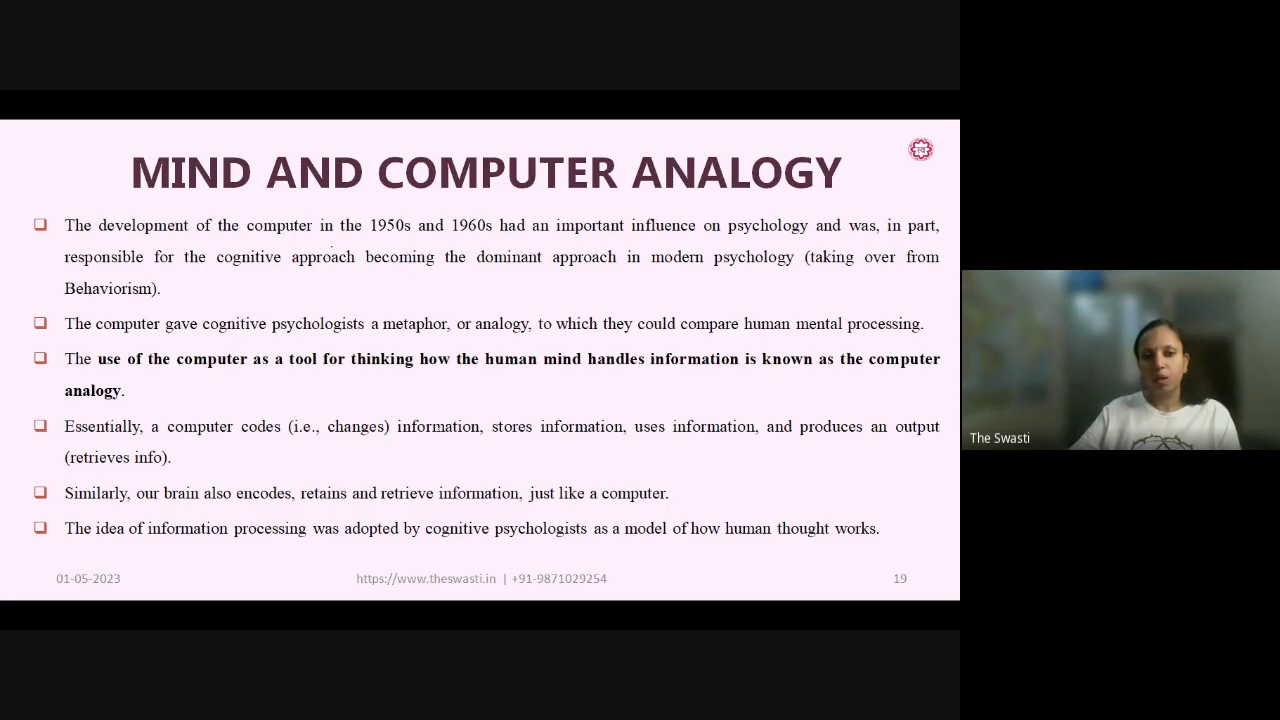 MIND AND COMPUTER ANALOGY
The development of the computer in the 1950s and 1960s had an important influence on psychology and was, in part,
responsible for the cognitive approach becoming the dominant approach in modern psychology (taking over from
Behaviorism).
The computer gave cognitive psychologists a metaphor, or analogy, to which they could compare human mental processing.
The use of the computer as a tool for thinking how the human mind handles information is known as the computer
analogy.
Essentially, a computer codes (i.e., changes) information, stores information, uses information, and produces an output
(retrieves info).
Similarly, our brain also encodes, retains and retrieve information, just like a computer.
The idea of information processing was adopted by cognitive psychologists as a model of how human thought works.
01-05-2023 https://www.theswasti.in | +91-9871029254 19
The Swasti